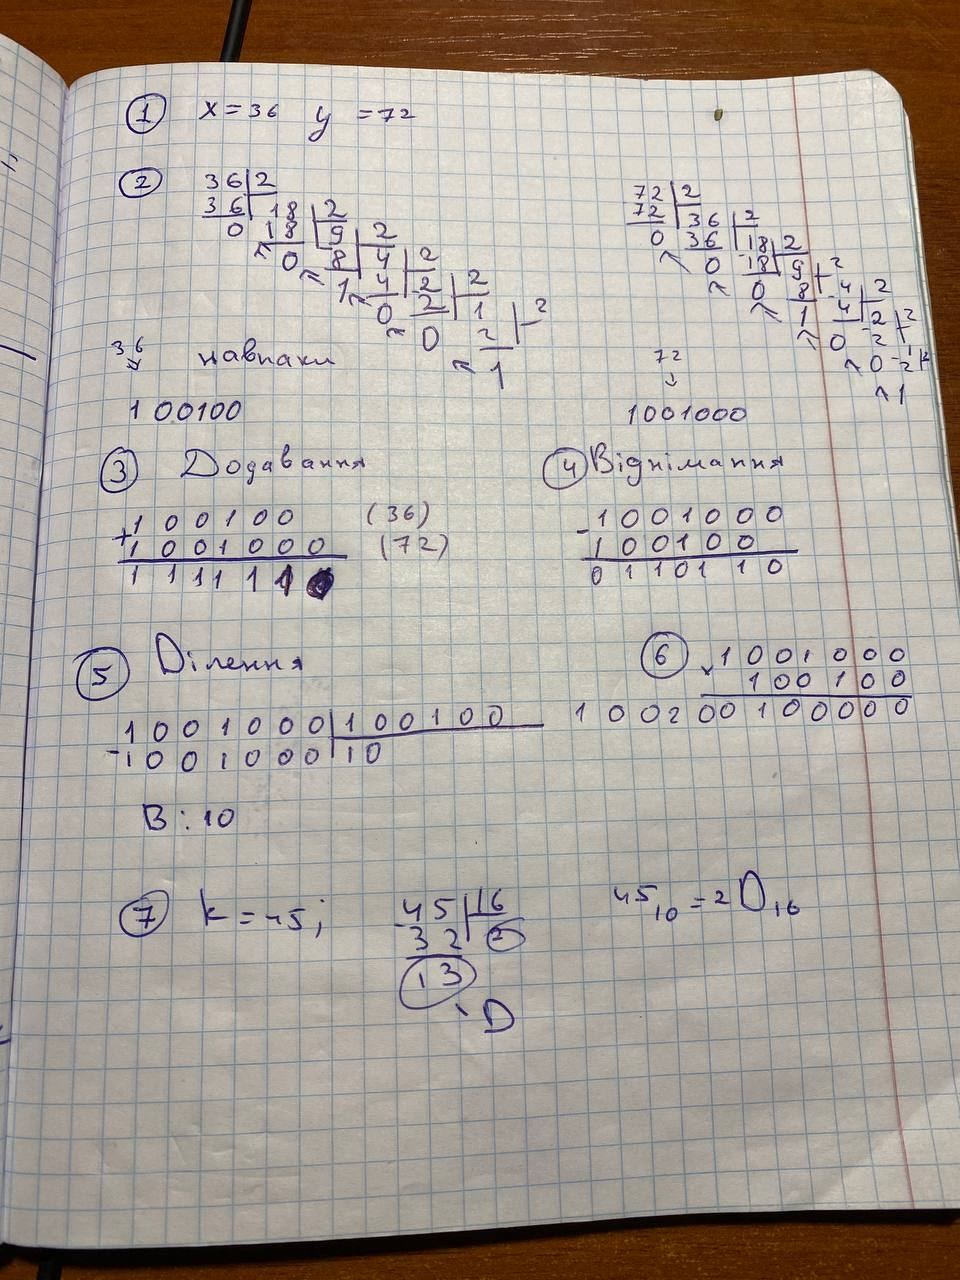 1 x = 36 y = 72
2 36 2 72 2
36 18 2 72 36 2
0 18 9 2 0 36 18 2
0 8 4 2 0 18 9 2
1 4 2 2 0 8 4 2
0 2 1 2 1 4 2 2
0 2 0 2 1
1 0 2
1
36 навпаки 72
100100 1001000
3 Додавання 4 Віднімання
+ 100100 (36) - 1001000
1001000 (72) 100100
111111 0110110
5 Ділення 6 x 1001000
100100
1001000 100100 100200100000
- 1001000 10
В: 10
7 k = 45; 45 16 45₁₀ = 2D₁₆
- 32 2
13
D